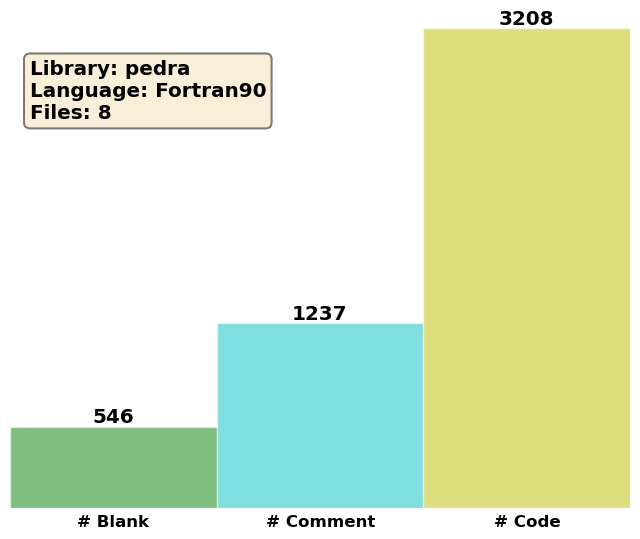 3208
Library: pedra
Language: Fortran90
Files: 8
1237
546
# Blank
# Comment
# Code